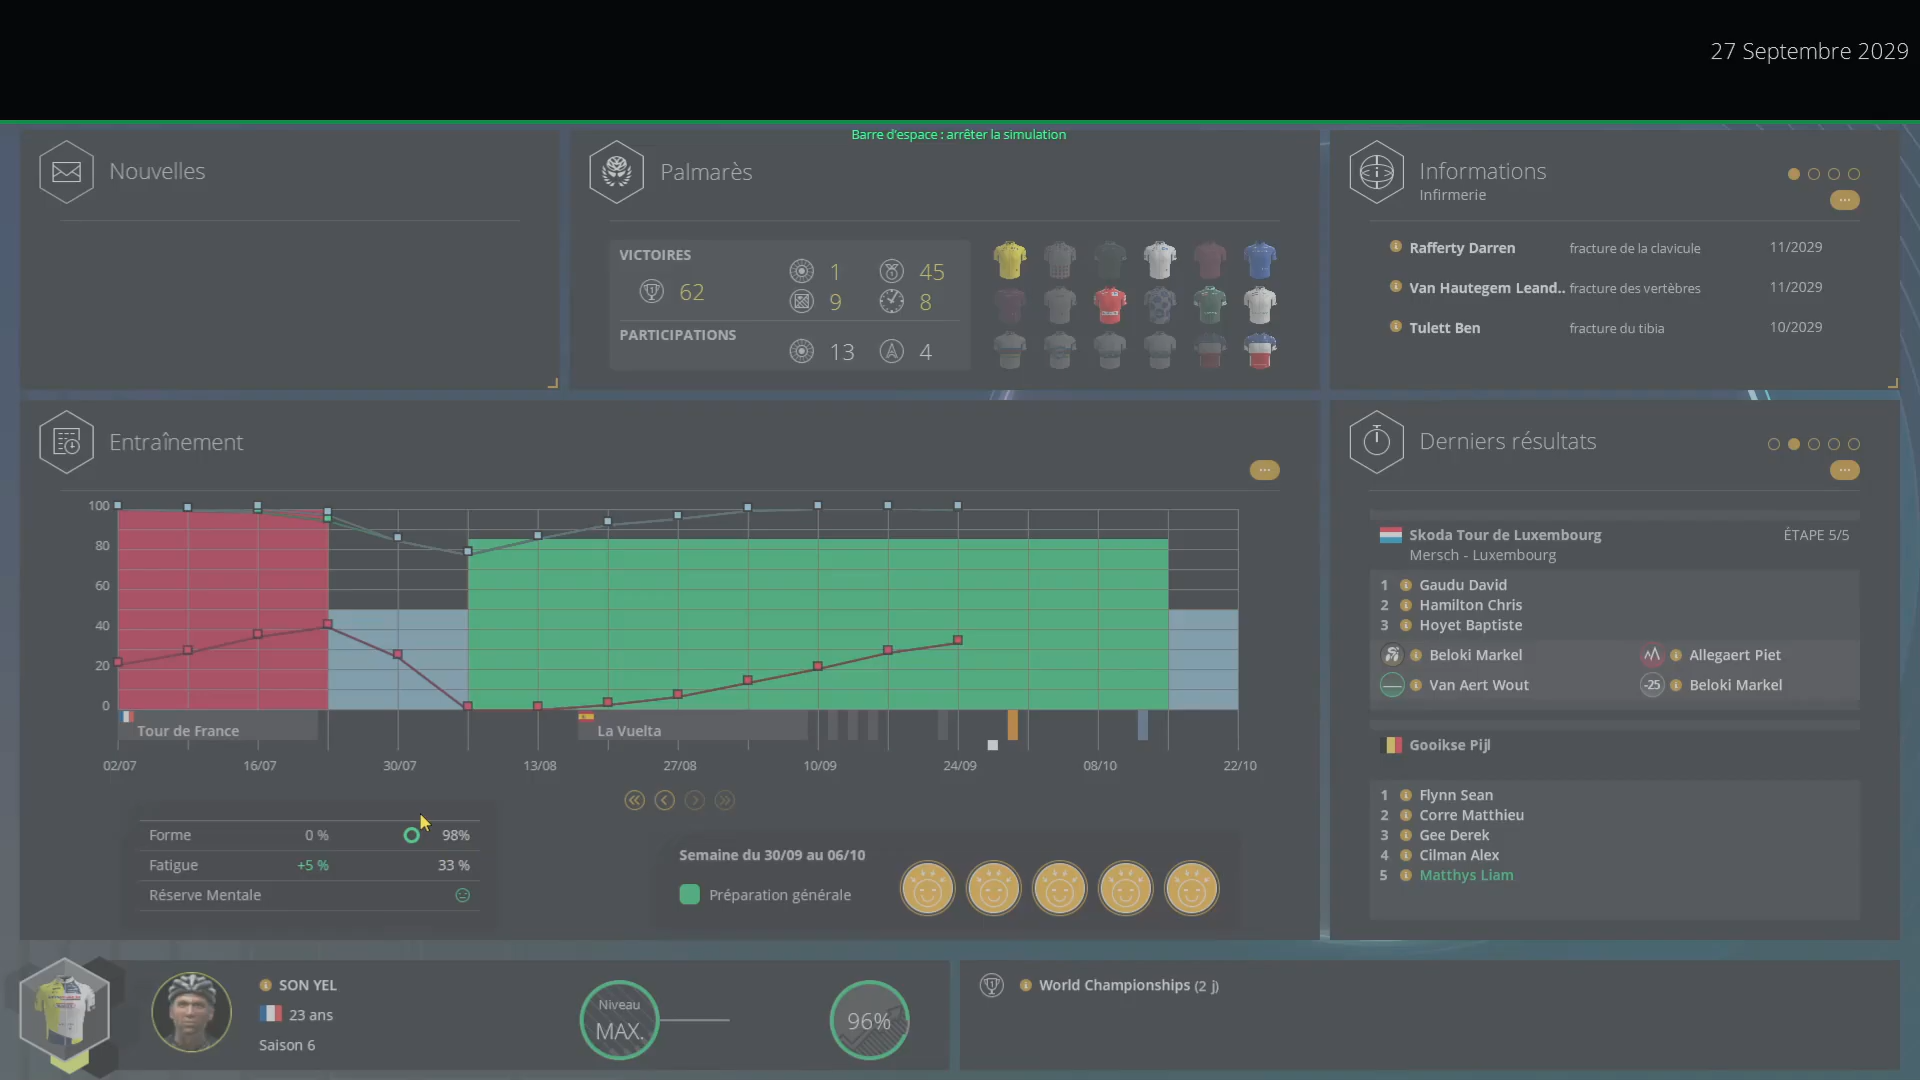 27 Septembre 2029
Barre d'espace : arrêter la simulation
Nouvelles
Palmarès
VICTOIRES
62
1
45
9
8
PARTICIPATIONS
13
4
Informations
Infirmerie
Rafferty Darren fracture de la clavicule 11/2029
Van Hautegem Leand.. fracture des vertèbres 11/2029
Tulett Ben fracture du tibia 10/2029
Entraînement
100
80
60
40
20
0
Tour de France
La Vuelta
02/07 16/07 30/07 13/08 27/08 10/09 24/09 08/10 22/10
Forme 0 % 98%
Fatigue +5 % 33 %
Réserve Mentale
Semaine du 30/09 au 06/10
Préparation générale
Derniers résultats
Skoda Tour de Luxembourg ÉTAPE 5/5
Mersch - Luxembourg
1 Gaudu David
2 Hamilton Chris
3 Hoyet Baptiste
Beloki Markel Allegaert Piet
Van Aert Wout -25 Beloki Markel
Gooikse Pijl
1 Flynn Sean
2 Corre Matthieu
3 Gee Derek
4 Cilman Alex
5 Matthys Liam
SON YEL
23 ans
Saison 6
Niveau
MAX.
96%
World Championships (2 j)